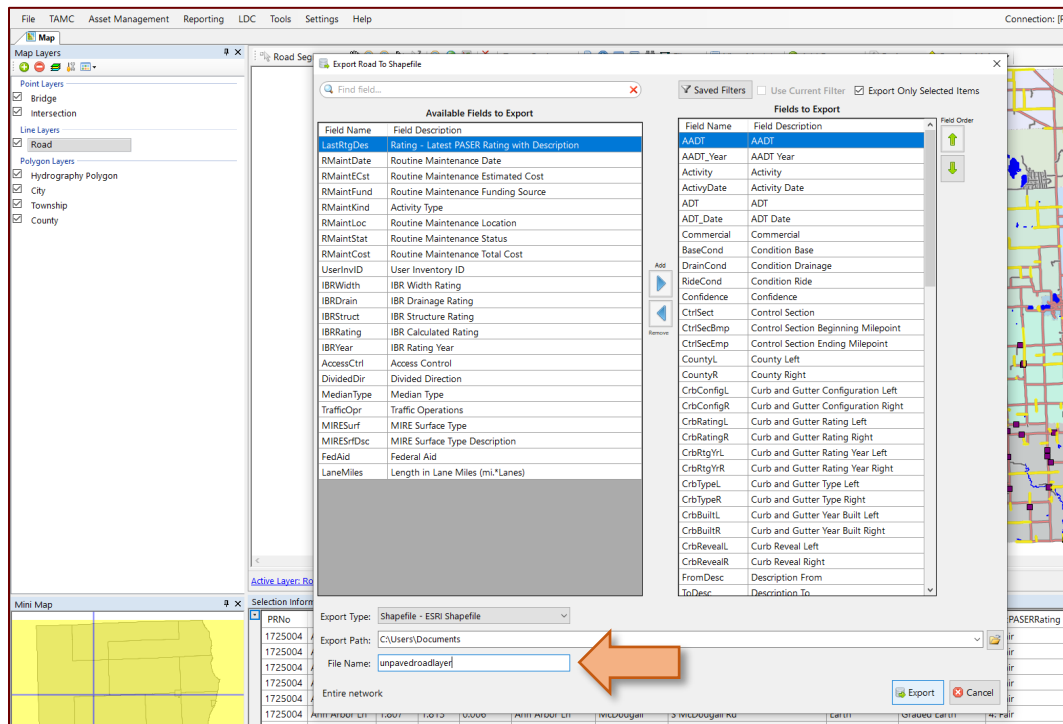 File TAMC Asset Management Reporting LDC Tools Settings Help Connection: [R
Map
Map Layers
Point Layers
Bridge
Intersection
Line Layers
Road
Polygon Layers
Hydrography Polygon
City
Township
County
Road Seg
Export Road To Shapefile
Find field...
Available Fields to Export
Field Name Field Description
LastRtgDes Rating - Latest PASER Rating with Description
RMaintDate Routine Maintenance Date
RMaintECst Routine Maintenance Estimated Cost
RMaintFund Routine Maintenance Funding Source
RMaintKind Activity Type
RMaintLoc Routine Maintenance Location
RMaintStat Routine Maintenance Status
RMaintCost Routine Maintenance Total Cost
UserInvID User Inventory ID
IBRWidth IBR Width Rating
IBRDrain IBR Drainage Rating
IBRStruct IBR Structure Rating
IBRRating IBR Calculated Rating
IBRYear IBR Rating Year
AccessCtrl Access Control
DividedDir Divided Direction
MedianType Median Type
TrafficOpr Traffic Operations
MIRESurf MIRE Surface Type
MIRESrfDsc MIRE Surface Type Description
FedAid Federal Aid
LaneMiles Length in Lane Miles (mi.*Lanes)
Add
Remove
Saved Filters Use Current Filter Export Only Selected Items
Fields to Export
Field Order
Field Name Field Description
AADT AADT
AADT_Year AADT Year
Activity Activity
ActivyDate Activity Date
ADT ADT
ADT_Date ADT Date
Commercial Commercial
BaseCond Condition Base
DrainCond Condition Drainage
RideCond Condition Ride
Confidence Confidence
CtrlSect Control Section
CtrlSecBmp Control Section Beginning Milepoint
CtrlSecEmp Control Section Ending Milepoint
CountyL County Left
CountyR County Right
CrbConfigL Curb and Gutter Configuration Left
CrbConfigR Curb and Gutter Configuration Right
CrbRatingL Curb and Gutter Rating Left
CrbRatingR Curb and Gutter Rating Right
CrbRtgYrL Curb and Gutter Rating Year Left
CrbRtgYrR Curb and Gutter Rating Year Right
CrbTypeL Curb and Gutter Type Left
CrbTypeR Curb and Gutter Type Right
CrbBuiltL Curb and Gutter Year Built Left
CrbBuiltR Curb and Gutter Year Built Right
CrbRevealL Curb Reveal Left
CrbRevealR Curb Reveal Right
FromDesc Description From
ToDesc Description To
Export Type: Shapefile - ESRI Shapefile
Export Path: C:\Users\Documents
File Name: unpavedroadlayer
Entire network
Export Cancel
Active Layer: Ro
Mini Map
Selection Inform
PRNo PASERRating
1725004
1725004
1725004
1725004
1725004
1725004 Ann Arbor Ln 1.807 1.813 0.006 Ann Arbor Ln McDougall S McDougall Rd Earth Graded Earth 4: Fair